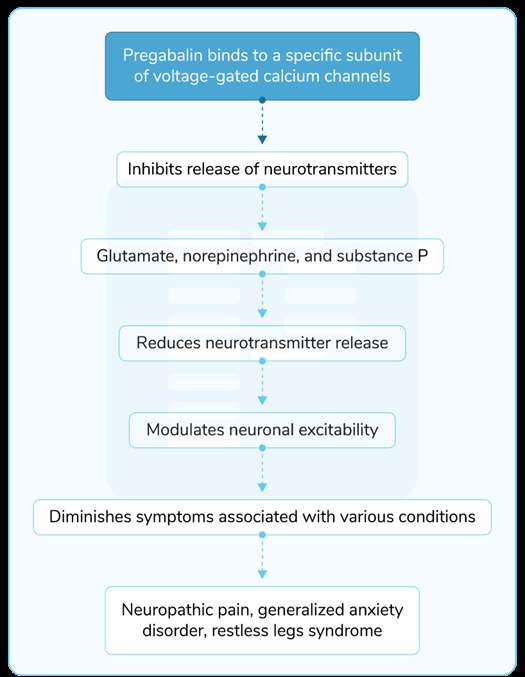 Pregabalin binds to a specific subunit
of voltage-gated calcium channels
Inhibits release of neurotransmitters
Glutamate, norepinephrine, and substance P
Reduces neurotransmitter release
Modulates neuronal excitability
Diminishes symptoms associated with various conditions
Neuropathic pain, generalized anxiety
disorder, restless legs syndrome